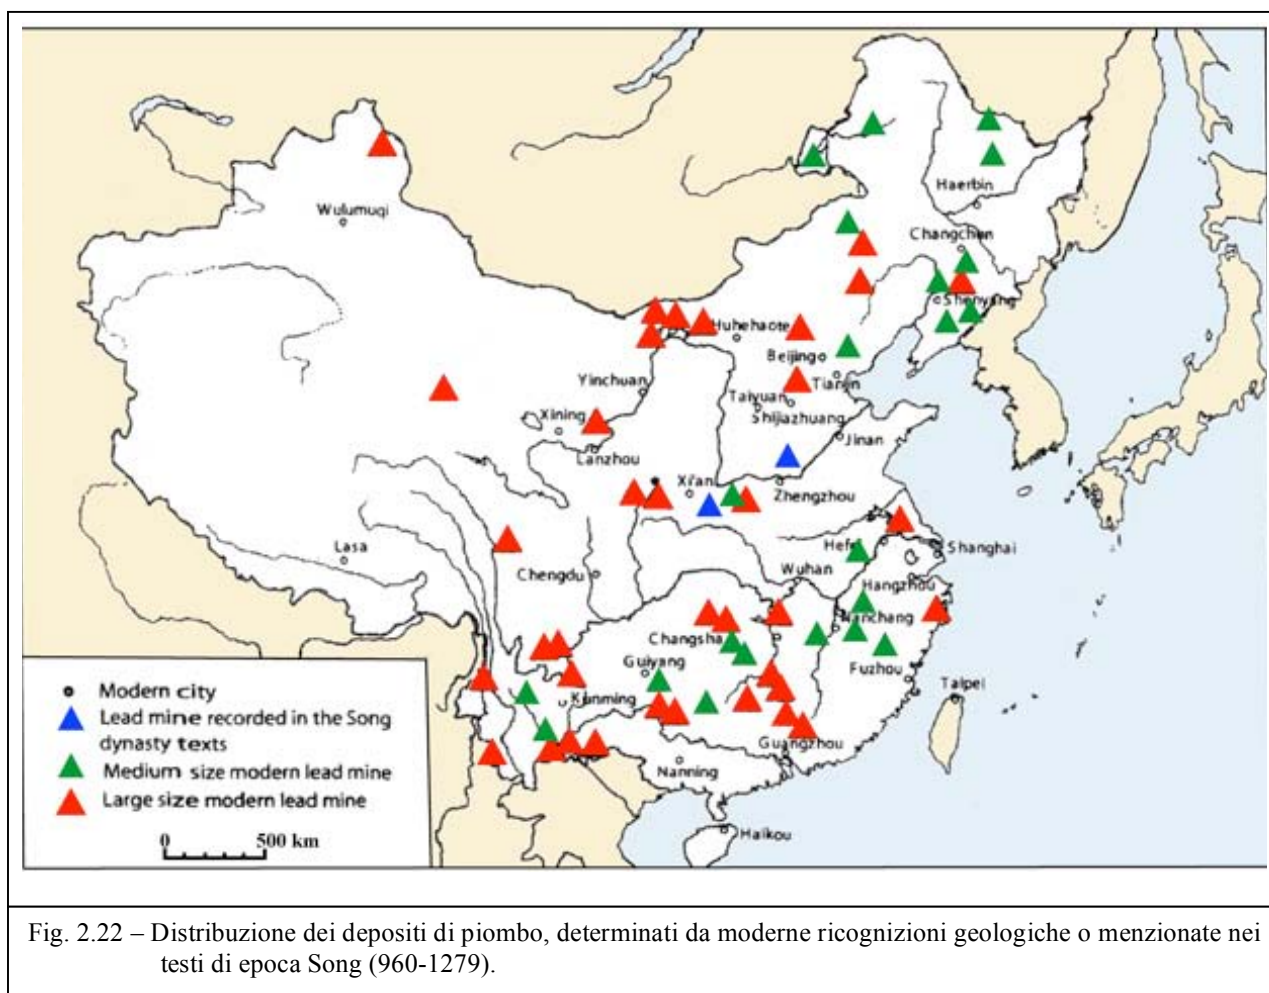 Haerbin
Wulumuqi
Changchun
Shenyang
Huhehaote
Beijing
Yinchuan
Tianjin
Taiyuan
Xining
Shijiazhuang
Jinan
Lanzhou
Xi'an
Zhengzhou
Lasa
Hefei
Shanghai
Chengdu
Wuhan
Hangzhou
Nanchang
Changsha
Guiyang
Fuzhou
Taipei
Kunming
Guangzhou
Nanning
Haikou
Modern city
Lead mine recorded in the Song
dynasty texts
Medium size modern lead mine
Large size modern lead mine
0 500 km
Fig. 2.22 – Distribuzione dei depositi di piombo, determinati da moderne ricognizioni geologiche o menzionate nei
testi di epoca Song (960-1279).